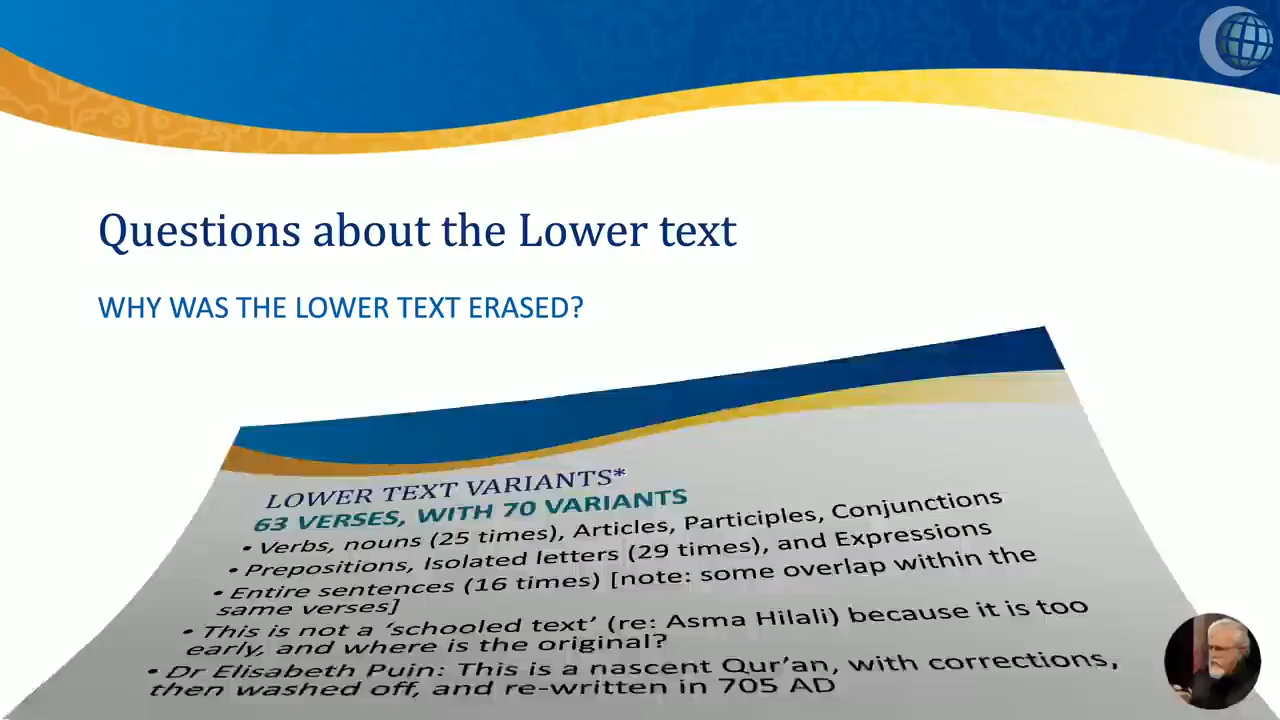 Questions about the Lower text
WHY WAS THE LOWER TEXT ERASED?
LOWER TEXT VARIANTS*
63 VERSES, WITH 70 VARIANTS
• Verbs, nouns (25 times), Articles, Participles, Conjunctions
• Prepositions, Isolated letters (29 times), and Expressions
• Entire sentences (16 times) [note: some overlap within the
same verses]
• This is not a ‘schooled text’ (re: Asma Hilali) because it is too
early, and where is the original?
• Dr Elisabeth Puin: This is a nascent Qur’an, with corrections,
then washed off, and re-written in 705 AD